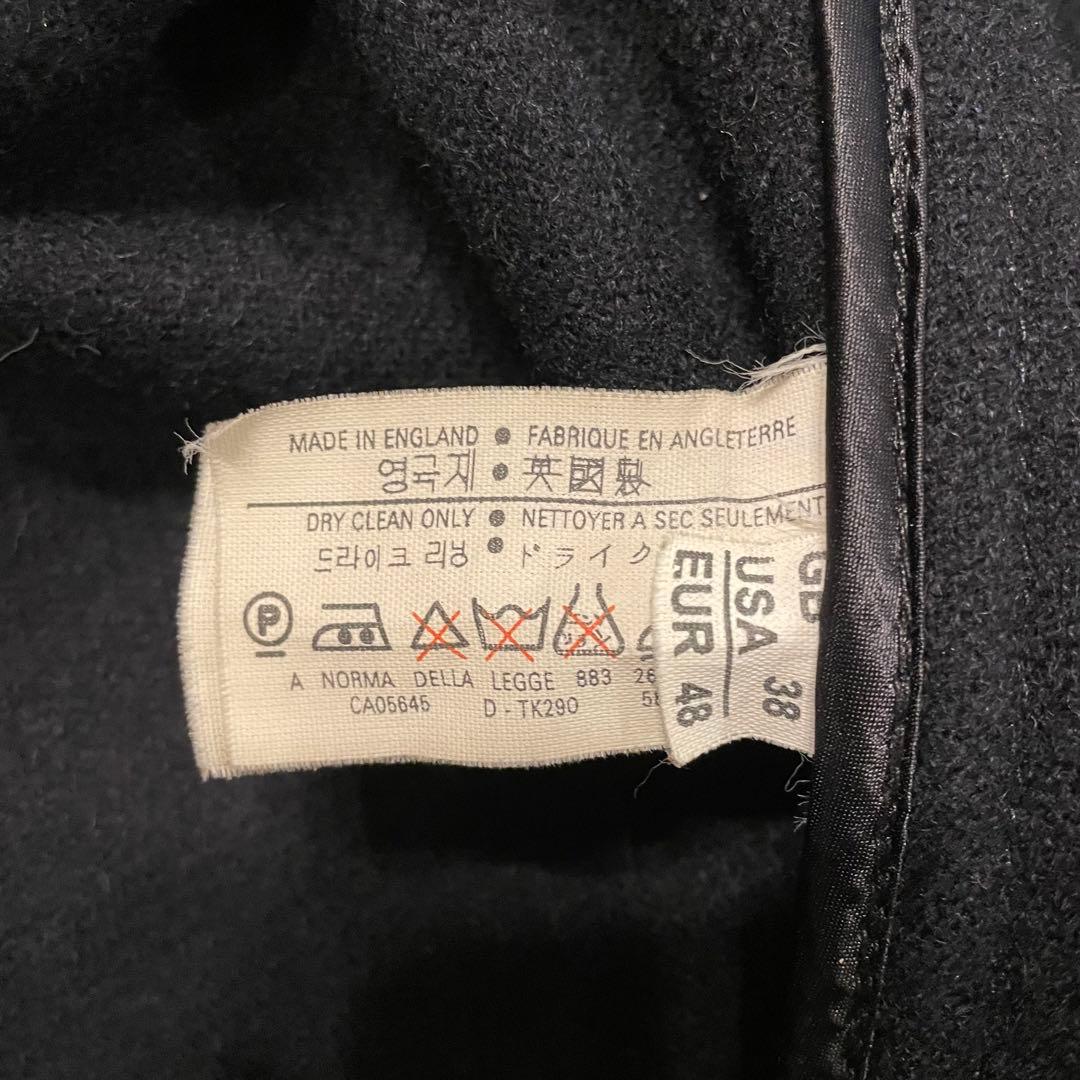 MADE IN ENGLAND ● FABRIQUE EN ANGLETERRE
영국제 ● 英國製
DRY CLEAN ONLY ● NETTOYER A SEC SEULEMENT
드라이크 리닝 ● ドライク
P
A NORMA DELLA LEGGE 883 26
CA05645 D - TK290 58
GB
USA 38
EUR 48